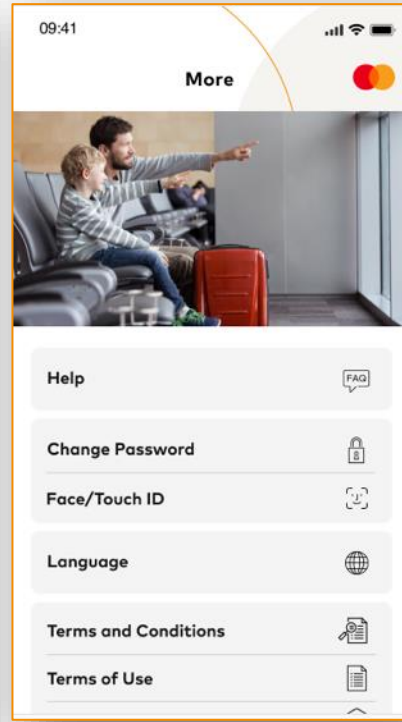 09:41
More
Help
FAQ
Change Password
Face/Touch ID
Language
Terms and Conditions
Terms of Use